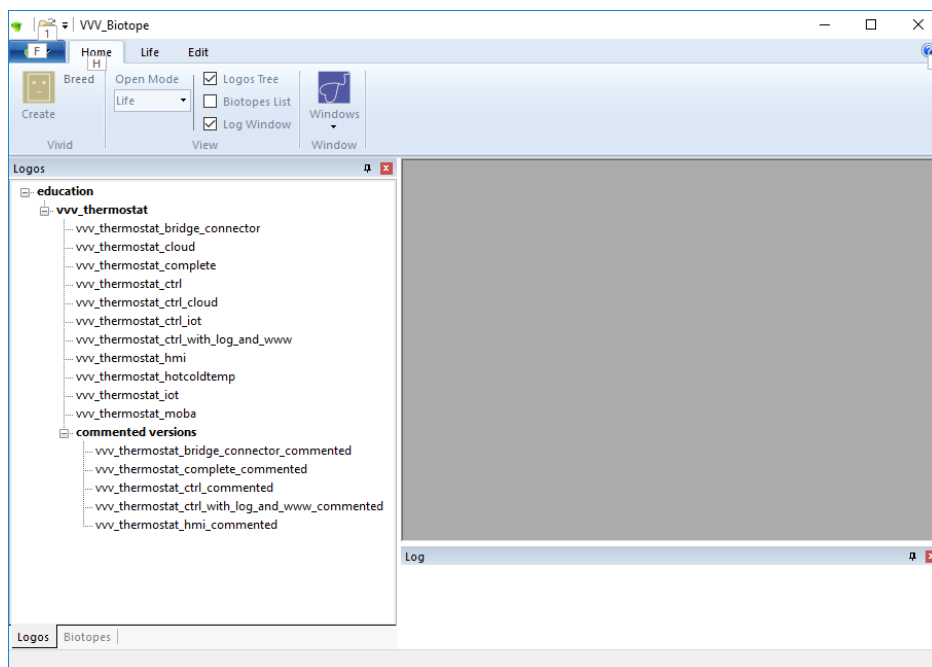 VVV_Biotope
1
F
Home Life Edit
H
Breed
Create
Vivid
Open Mode
Life
Logos Tree
Biotopes List
Log Window
View
Windows
Window
Logos
education
vvv_thermostat
vvv_thermostat_bridge_connector
vvv_thermostat_cloud
vvv_thermostat_complete
vvv_thermostat_ctrl
vvv_thermostat_ctrl_cloud
vvv_thermostat_ctrl_iot
vvv_thermostat_ctrl_with_log_and_www
vvv_thermostat_hmi
vvv_thermostat_hotcoldtemp
vvv_thermostat_iot
vvv_thermostat_moba
commented versions
vvv_thermostat_bridge_connector_commented
vvv_thermostat_complete_commented
vvv_thermostat_ctrl_commented
vvv_thermostat_ctrl_with_log_and_www_commented
vvv_thermostat_hmi_commented
Log
Logos Biotopes